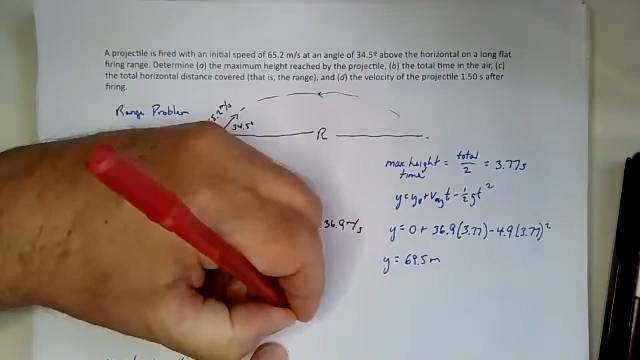 A projectile is fired with an initial speed of 65.2 m/s at an angle of 34.5º above the horizontal on a long flat
firing range. Determine (a) the maximum height reached by the projectile, (b) the total time in the air, (c)
the total horizontal distance covered (that is, the range), and (d) the velocity of the projectile 1.50 s after
firing.
Range Problem
5.2 m/s
34.5°
R
max height time = total/2 = 3.77s
y = y₀ + v₀yt - ½gt²
36.9 m/s
y = 0 + 36.9(3.77) - 4.9(3.77)²
y = 69.5m